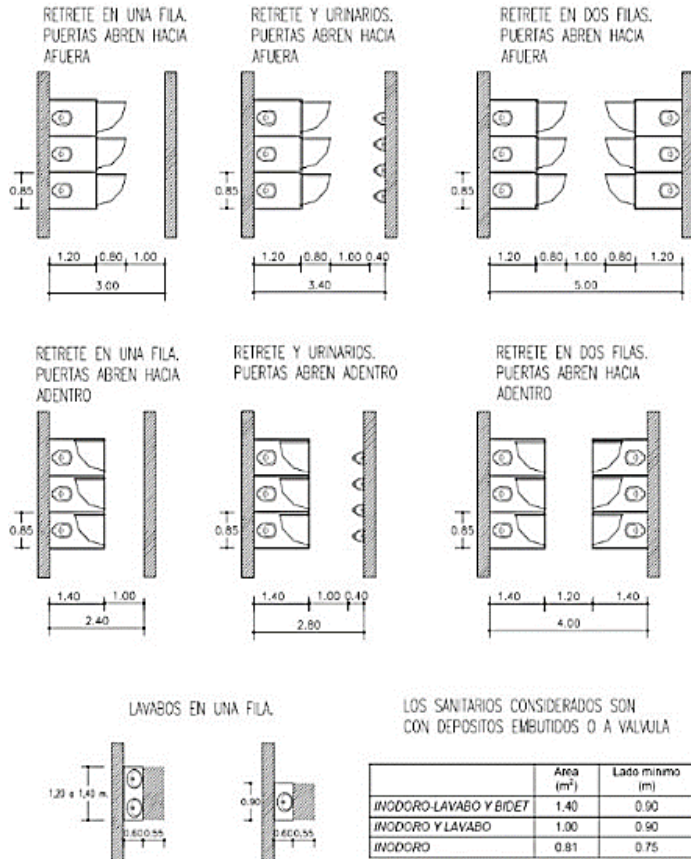 RETRETE EN UNA FILA.
PUERTAS ABREN HACIA
AFUERA
RETRETE Y URINARIOS.
PUERTAS ABREN HACIA
AFUERA
RETRETE EN DOS FILAS.
PUERTAS ABREN HACIA
AFUERA
0.85
1.20 0.80 1.00
3.00
0.85
1.20 0.80 1.00 0.40
3.40
0.85
1.20 0.80 1.00 0.80 1.20
5.00
RETRETE EN UNA FILA.
PUERTAS ABREN HACIA
ADENTRO
RETRETE Y URINARIOS.
PUERTAS ABREN ADENTRO
RETRETE EN DOS FILAS.
PUERTAS ABREN HACIA
ADENTRO
0.85
1.40 1.00
2.40
0.85
1.40 1.00 0.40
2.80
0.85
1.40 1.20 1.40
4.00
LAVABOS EN UNA FILA.
1,20 a 1,40 m.
0.60 0.55
0.90
0.60 0.55
LOS SANITARIOS CONSIDERADOS SON
CON DEPOSITOS EMBUTIDOS O A VALVULA
Area (m²) Lado mínimo (m)
INODORO-LAVABO Y BIDET 1.40 0.90
INODORO Y LAVABO 1.00 0.90
INODORO 0.81 0.75